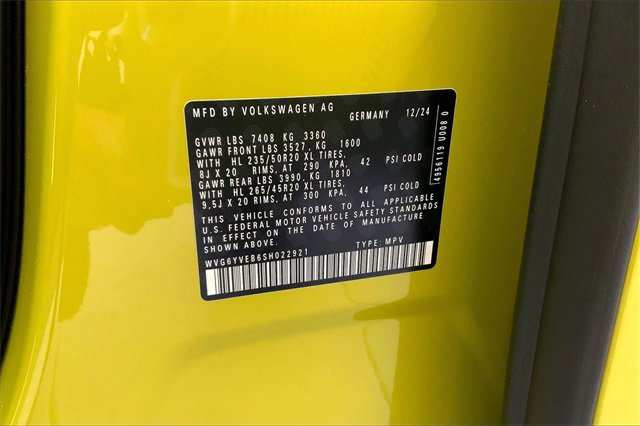 MFD BY VOLKSWAGEN AG GERMANY 12/24
GVWR LBS 7408 KG 3360
GAWR FRONT LBS 3527 KG 1600
WITH HL 235/50R20 XL TIRES,
8J X 20 RIMS, AT 290 KPA, 42 PSI COLD
GAWR REAR LBS 3990, KG 1810
WITH HL 265/45R20 XL TIRES,
9,5J X 20 RIMS, AT 300 KPA, 44 PSI COLD
THIS VEHICLE CONFORMS TO ALL APPLICABLE
U.S. FEDERAL MOTOR VEHICLE SAFETY STANDARDS
IN EFFECT ON THE DATE OF MANUFACTURE
SHOWN ABOVE.
WVG6YVEB6SH022921 TYPE: MPV
4956119 U008 0